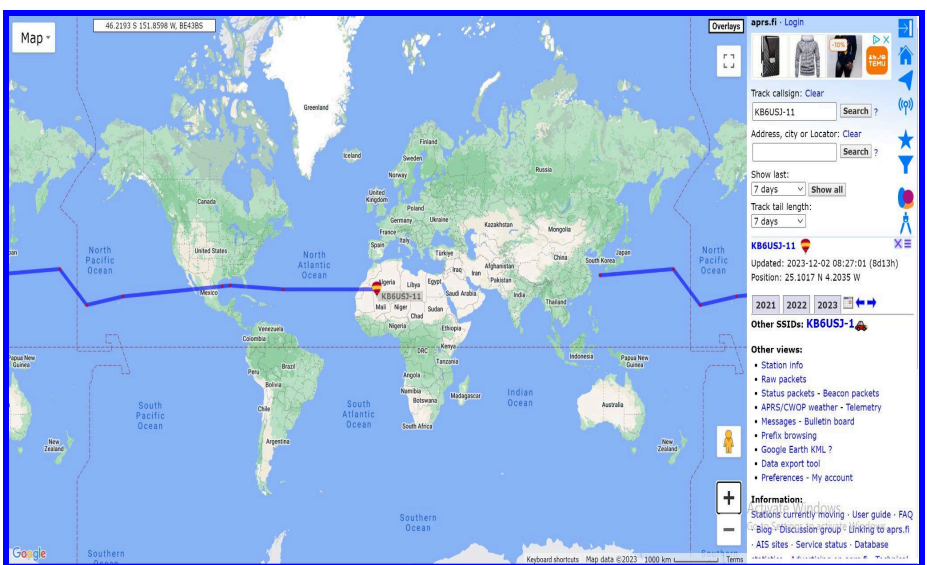 Map
46.2193 S 151.8598 W, BE43BS
Overlays
Greenland
Iceland
Finland
Sweden
Norway
Russia
United
Kingdom
Poland
Germany
Ukraine
France
Italy
Spain
Türkiye
Kazakhstan
Mongolia
China
South Korea
Japan
Iraq
Iran
Afghanistan
Pakistan
India
Thailand
Saudi Arabia
Algeria
Libya
Egypt
Mali
Niger
Chad
Sudan
Nigeria
Ethiopia
DRC
Kenya
Tanzania
Angola
Namibia
Botswana
Madagascar
South Africa
Canada
United States
Mexico
Venezuela
Colombia
Peru
Brazil
Bolivia
Chile
Argentina
Indonesia
Papua New
Guinea
Papua New
Guinea
Australia
New
Zealand
New
Zealand
North
Pacific
Ocean
North
Atlantic
Ocean
North
Pacific
Ocean
South
Pacific
Ocean
South
Atlantic
Ocean
Indian
Ocean
Southern
Ocean
Southern
KB6USJ-11
Google
Keyboard shortcuts Map data ©2023 1000 km Terms
aprs.fi · Login
-10%
TEMU
Track callsign: Clear
KB6USJ-11 Search ?
Address, city or Locator: Clear
Search ?
Show last:
7 days Show all
Track tail length:
7 days
KB6USJ-11
Updated: 2023-12-02 08:27:01 (8d13h)
Position: 25.1017 N 4.2035 W
2021 2022 2023
Other SSIDs: KB6USJ-1
Other views:
• Station info
• Raw packets
• Status packets - Beacon packets
• APRS/CWOP weather - Telemetry
• Messages - Bulletin board
• Prefix browsing
• Google Earth KML ?
• Data export tool
• Preferences - My account
Information:
Activate Windows
Stations currently moving · User guide · FAQ
· Blog · Discussion group · Linking to aprs.fi
· AIS sites · Service status · Database